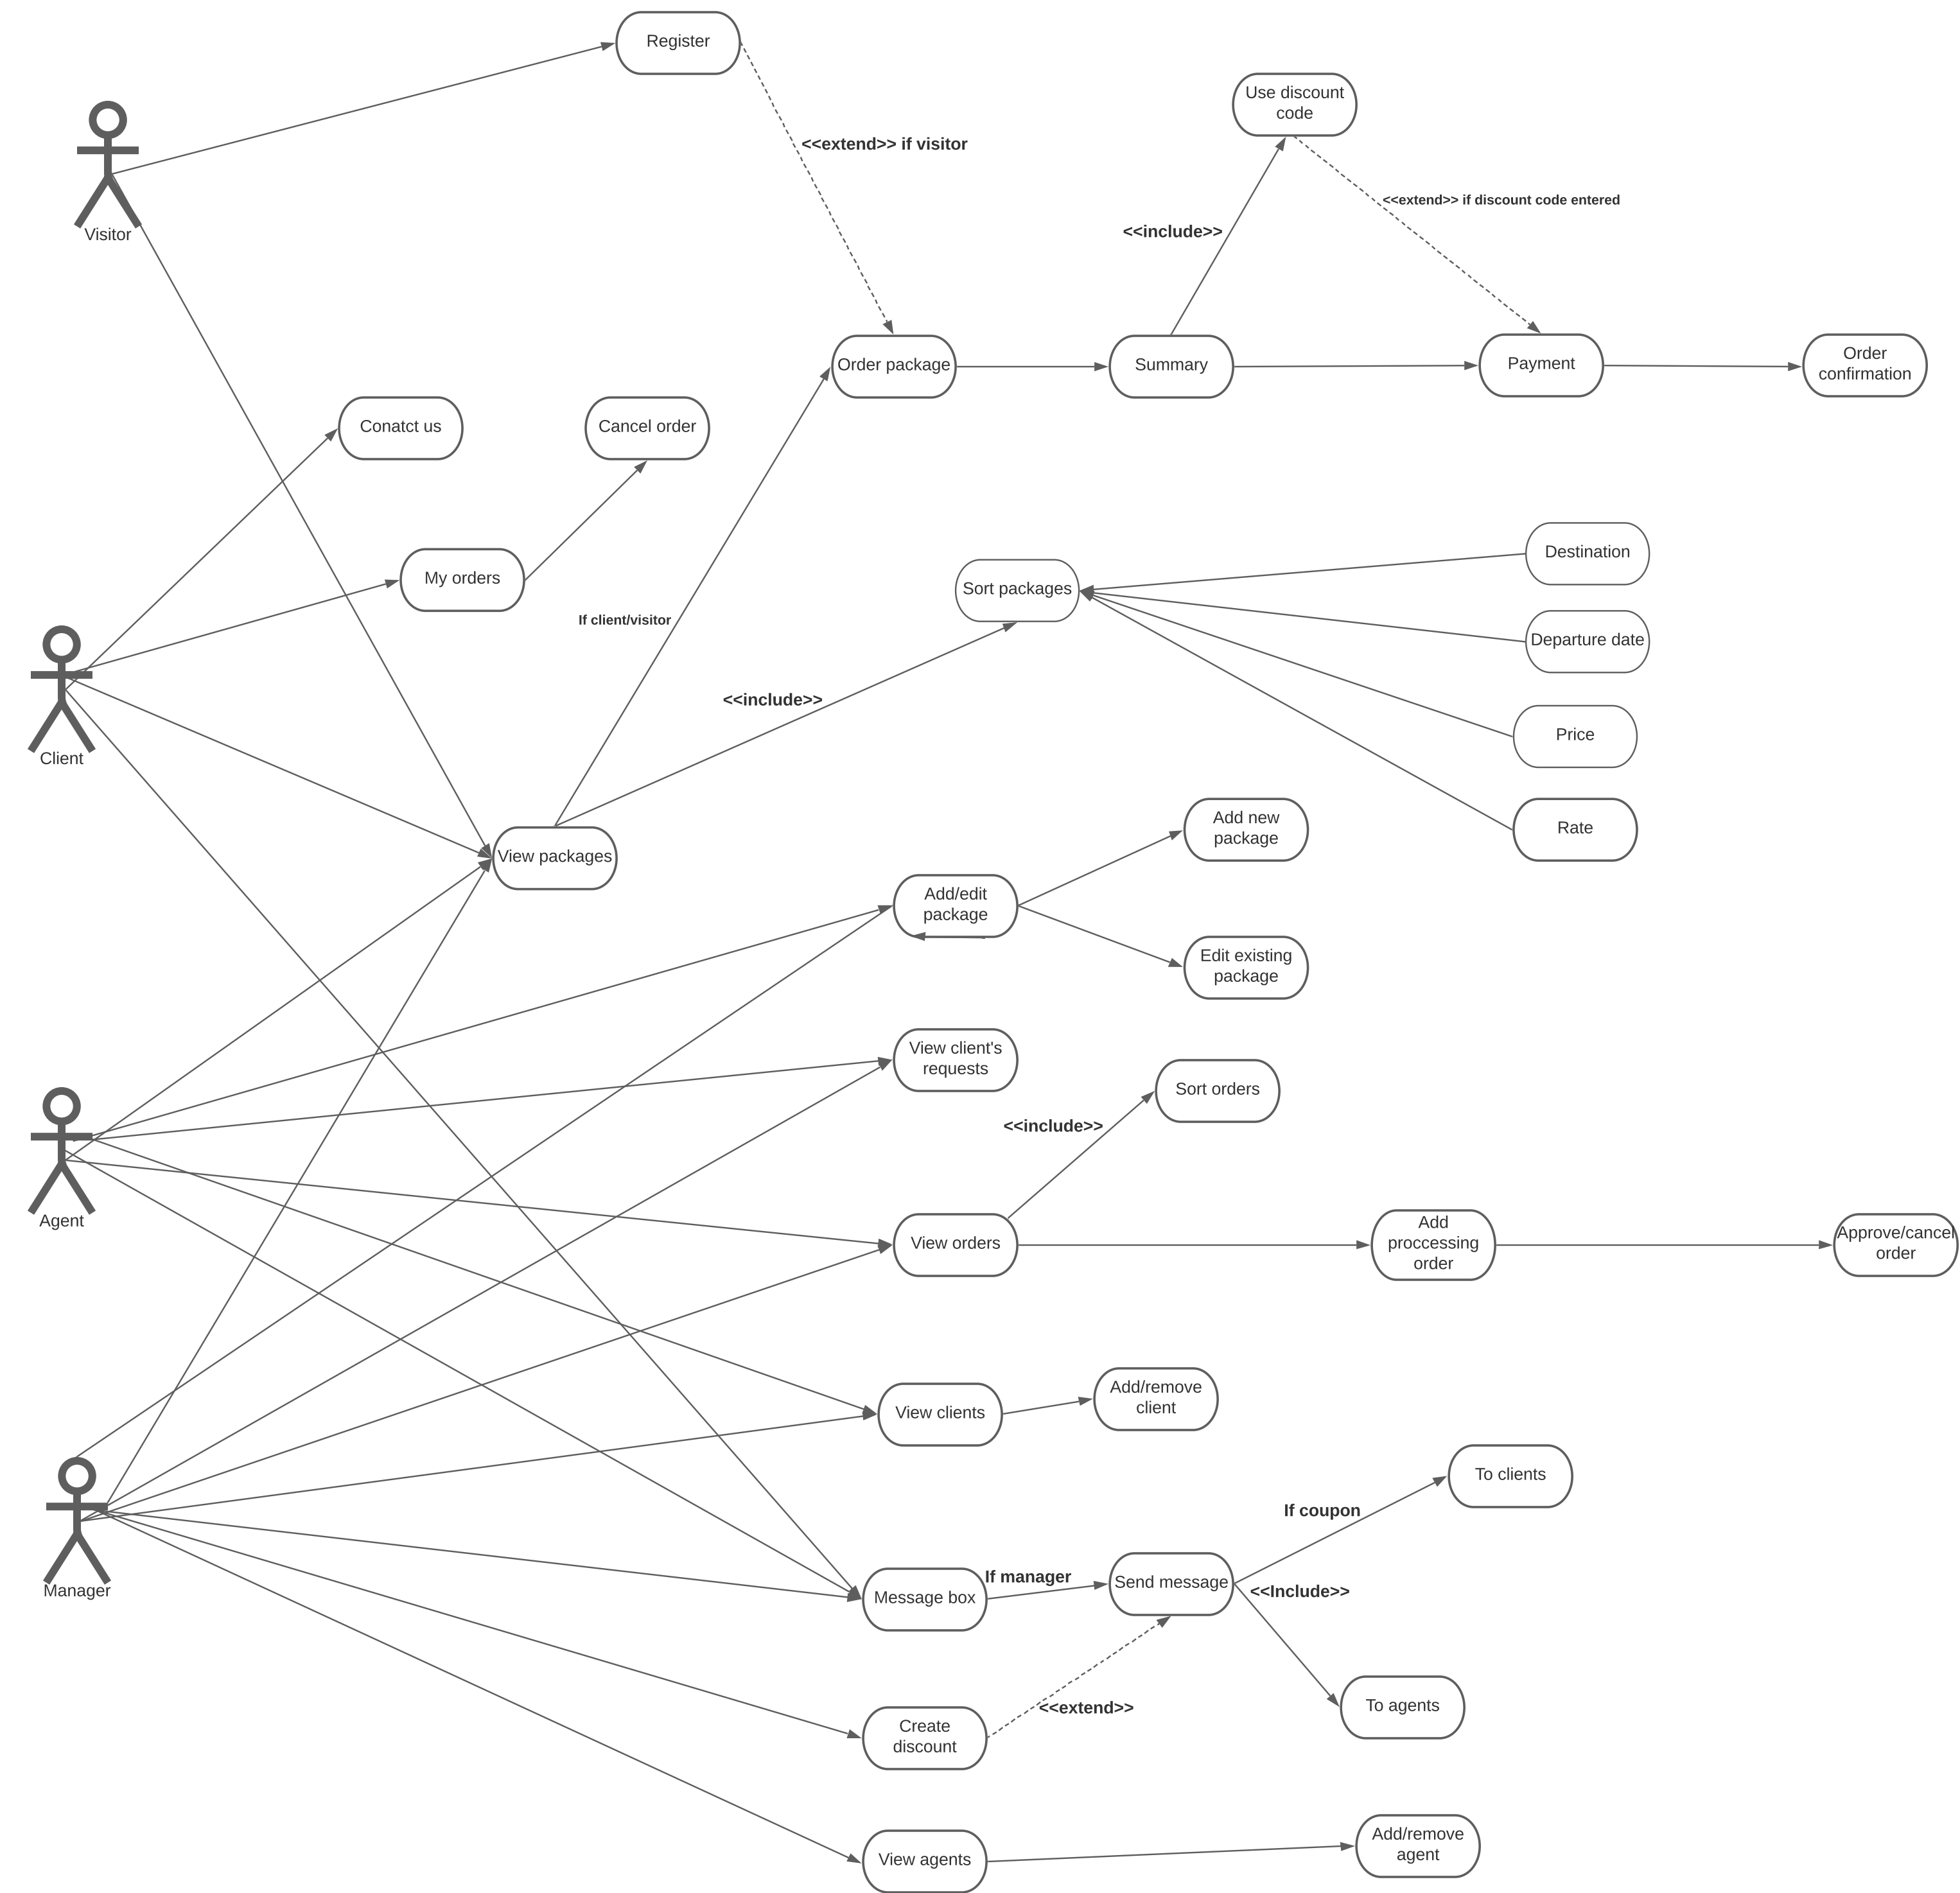 Register
Use discount
code
<<extend>> if visitor
<<extend>> if discount code entered
Visitor
<<include>>
Order package
Summary
Payment
Order
confirmation
Conatct us
Cancel order
My orders
Destination
Sort packages
If client/visitor
Departure date
<<include>>
Client
Price
Add new
package
Rate
View packages
Add/edit
package
Edit existing
package
View client's
requests
Sort orders
<<include>>
Agent
View orders
Add
proccessing
order
Approve/cancel
order
Add/remove
client
View clients
To clients
If coupon
If manager
Send message
<<Include>>
Manager
Message box
To agents
<<extend>>
Create
discount
Add/remove
agent
View agents